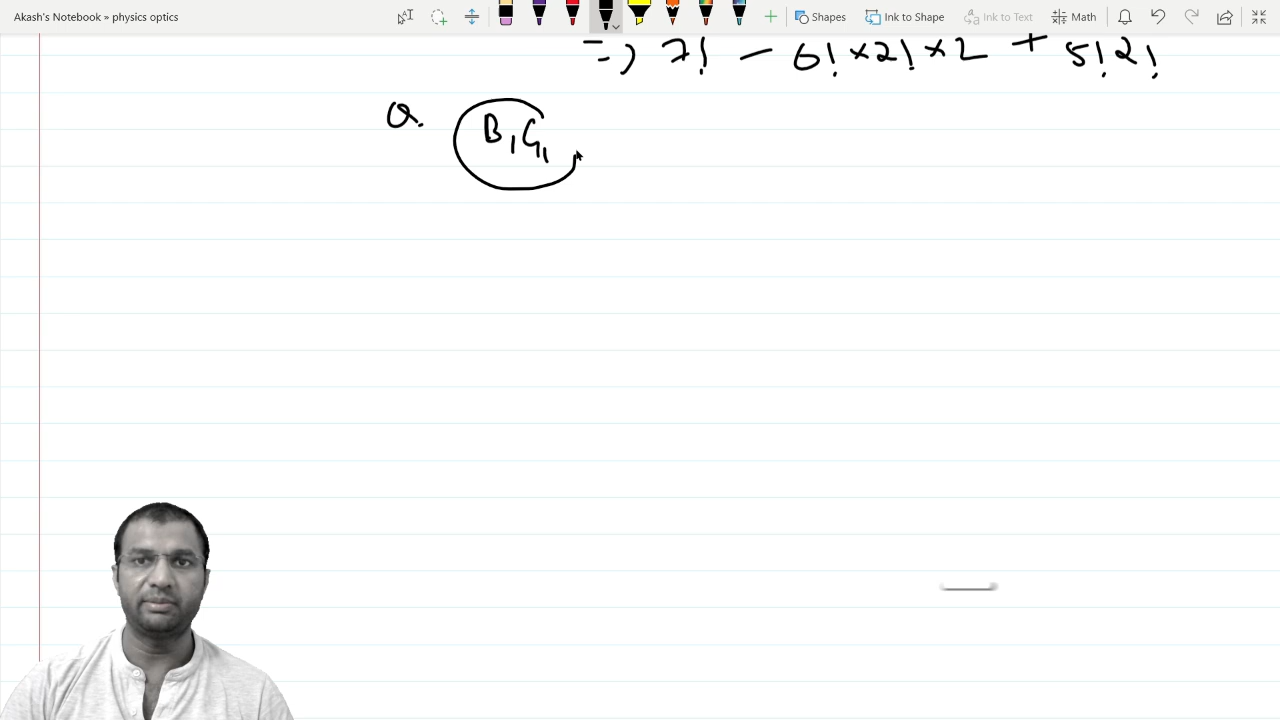 Akash's Notebook » physics optics
Shapes Ink to Shape Ink to Text Math
=) 7! - 6! × 2! × 2 + 5! 2!
Q. B1 G1